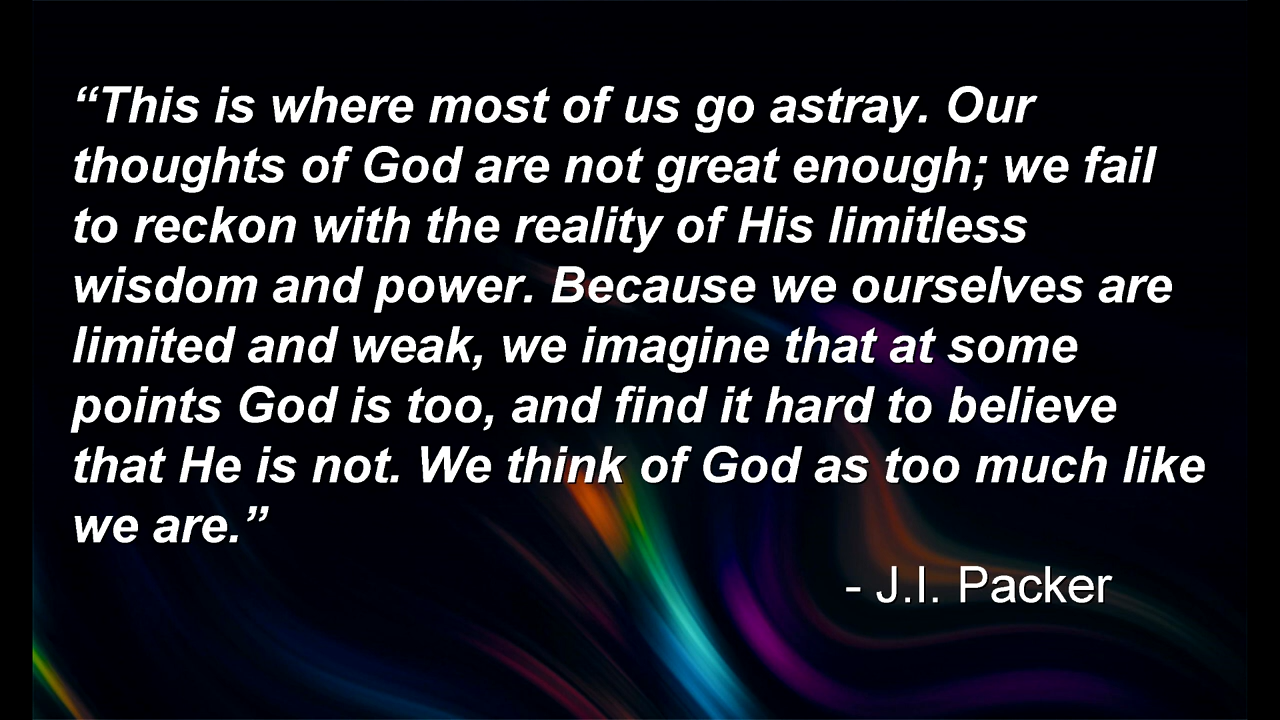 “This is where most of us go astray. Our
thoughts of God are not great enough; we fail
to reckon with the reality of His limitless
wisdom and power. Because we ourselves are
limited and weak, we imagine that at some
points God is too, and find it hard to believe
that He is not. We think of God as too much like
we are.”
- J.I. Packer